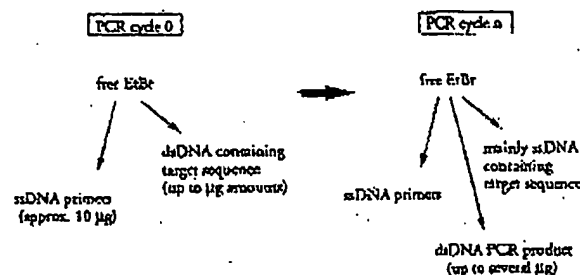 PCR cycle 0
free EtBr
dsDNA containing
target sequence
(up to µg amounts)
ssDNA primers
(approx. 10 µg)
PCR cycle n
free EtBr
mainly ssDNA
containing
target sequence
ssDNA primers
dsDNA PCR product
(up to several µg)